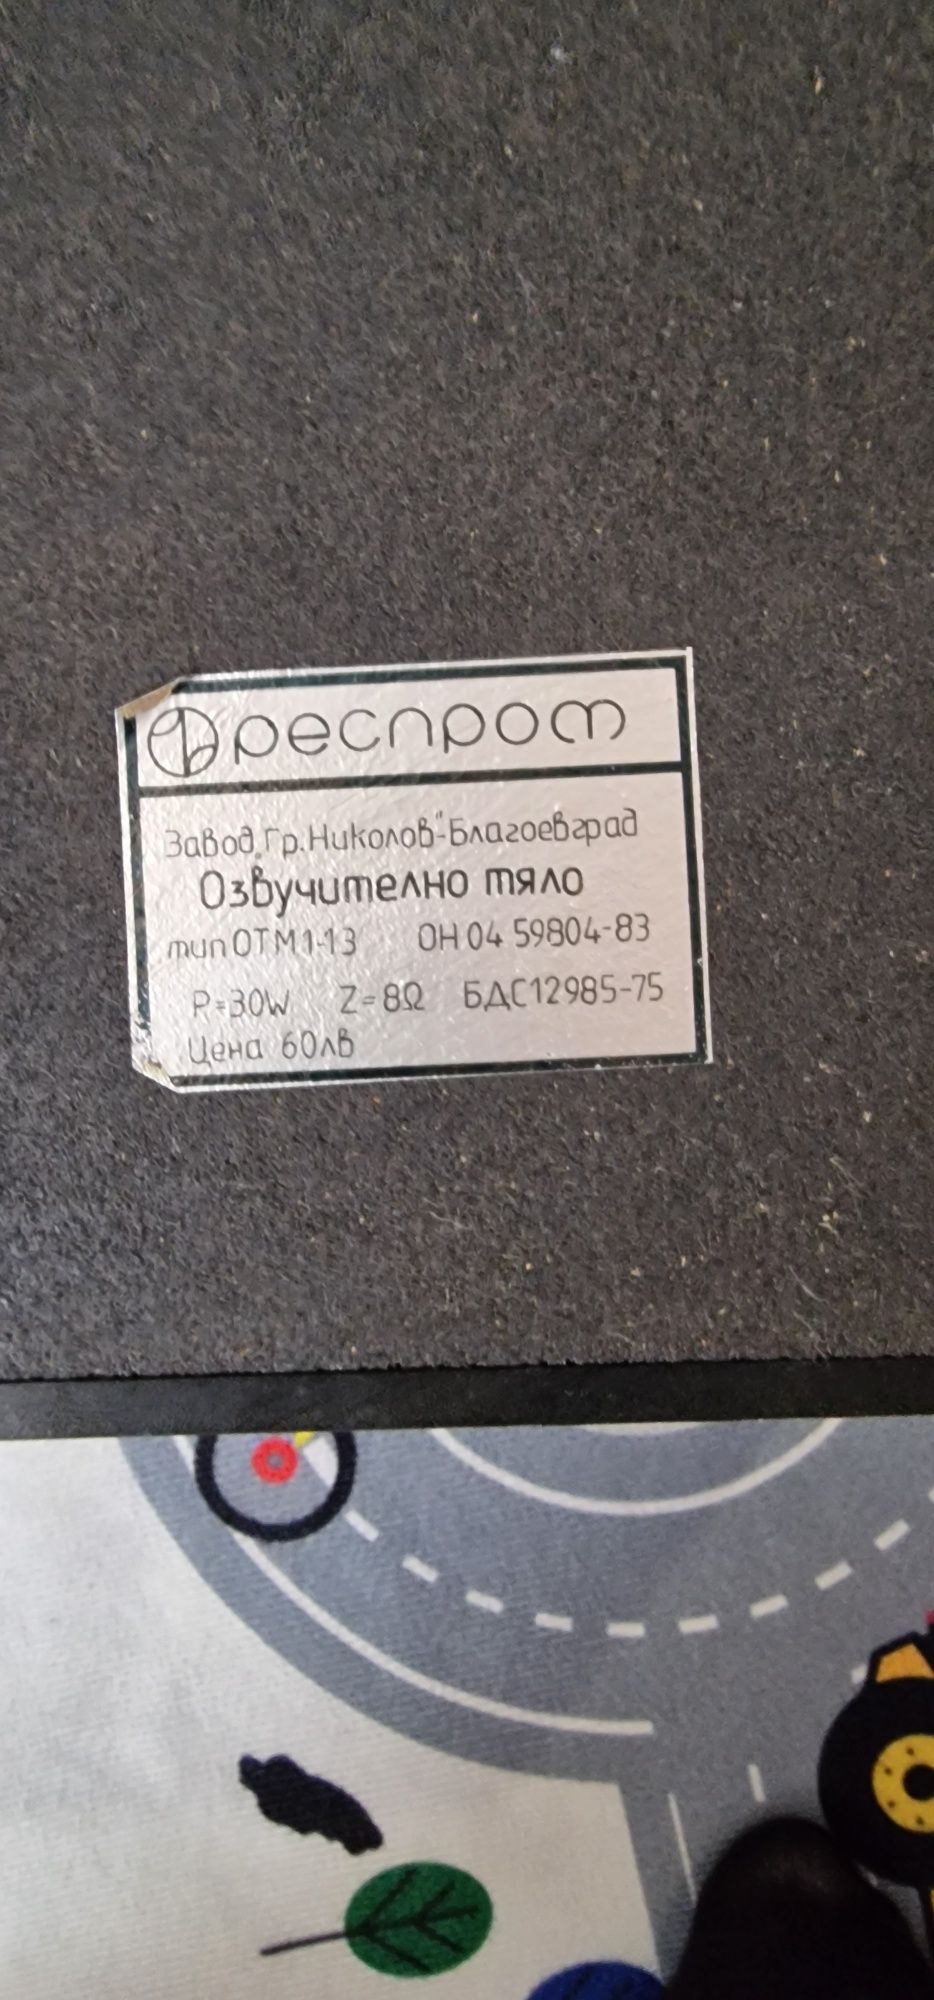 респром
Завод „Гр. Николов"-Благоевград
Озвучително тяло
тип ОТМ1-13 ОН 04 59804-83
P=30W Z=8Ω БДС12985-75
Цена 60лв